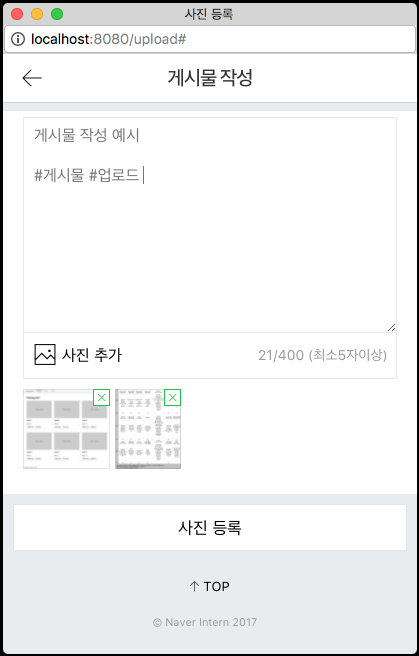 사진 등록
localhost:8080/upload#
게시물 작성
게시물 작성 예시
#게시물 #업로드
사진 추가
21/400 (최소5자이상)
사진 등록
↑ TOP
© Naver Intern 2017